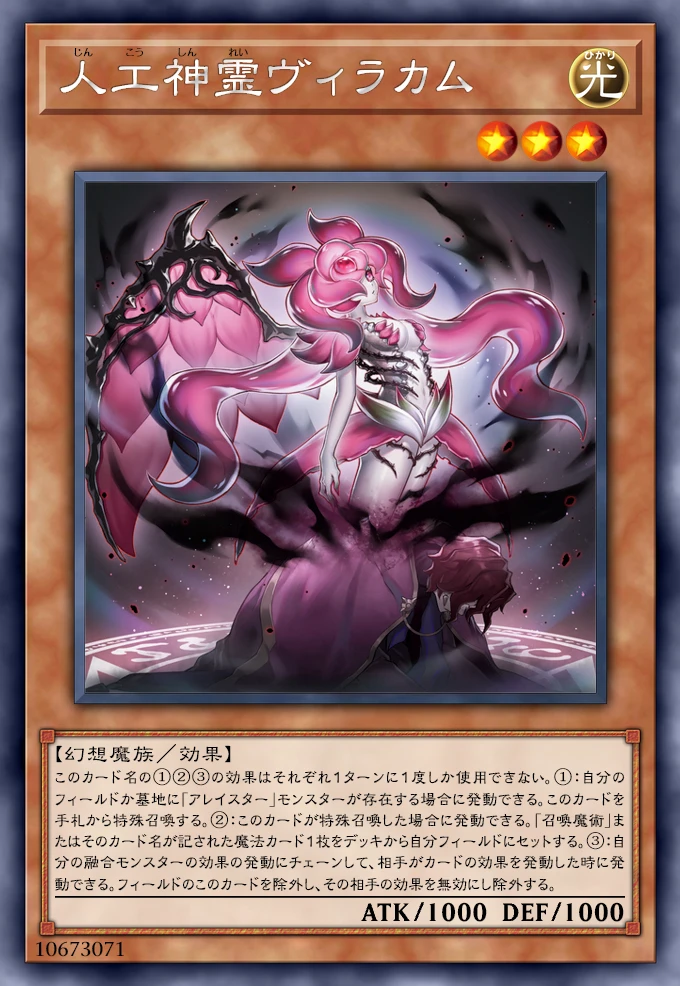 じん こう しん れい
人工神霊ヴィラカム
ひかり
光
【幻想魔族／効果】
このカード名の①②③の効果はそれぞれ1ターンに1度しか使用できない。①：自分の
フィールドか墓地に「アレイスター」モンスターが存在する場合に発動できる。このカードを
手札から特殊召喚する。②：このカードが特殊召喚した場合に発動できる。「召喚魔術」ま
たはそのカード名が記された魔法カード1枚をデッキから自分フィールドにセットする。③：自
分の融合モンスターの効果の発動にチェーンして、相手がカードの効果を発動した時に発
動できる。フィールドのこのカードを除外し、その相手の効果を無効にし除外する。
ATK/1000 DEF/1000
10673071